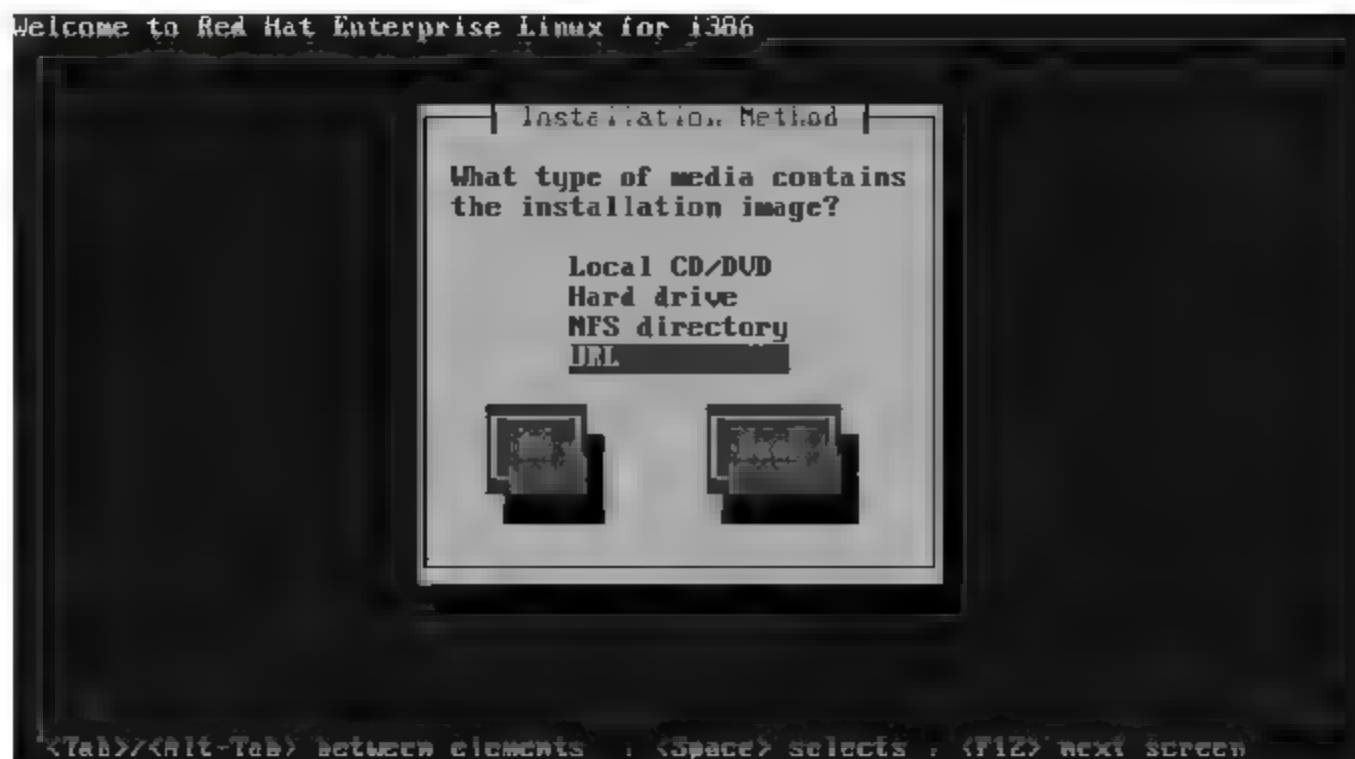 Welcome to Red Hat Enterprise Linux for i386
Installation Method
What type of media contains
the installation image?
Local CD/DVD
Hard drive
NFS directory
URL
<Tab>/<Alt-Tab> between elements | <Space> selects | <F12> next screen